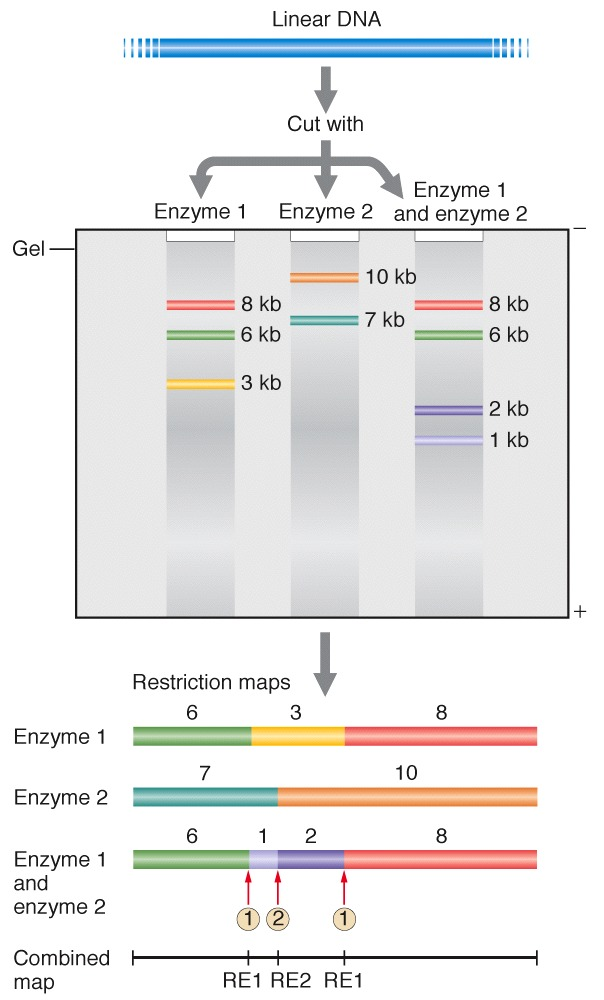 Linear DNA
Cut with
Enzyme 1
Enzyme 2
Enzyme 1
and enzyme 2
Gel
−
10 kb
8 kb
8 kb
7 kb
6 kb
6 kb
3 kb
2 kb
1 kb
+
Restriction maps
6 3 8
Enzyme 1
7 10
Enzyme 2
6 1 2 8
Enzyme 1
and
enzyme 2
1 2 1
Combined
map
RE1 RE2 RE1